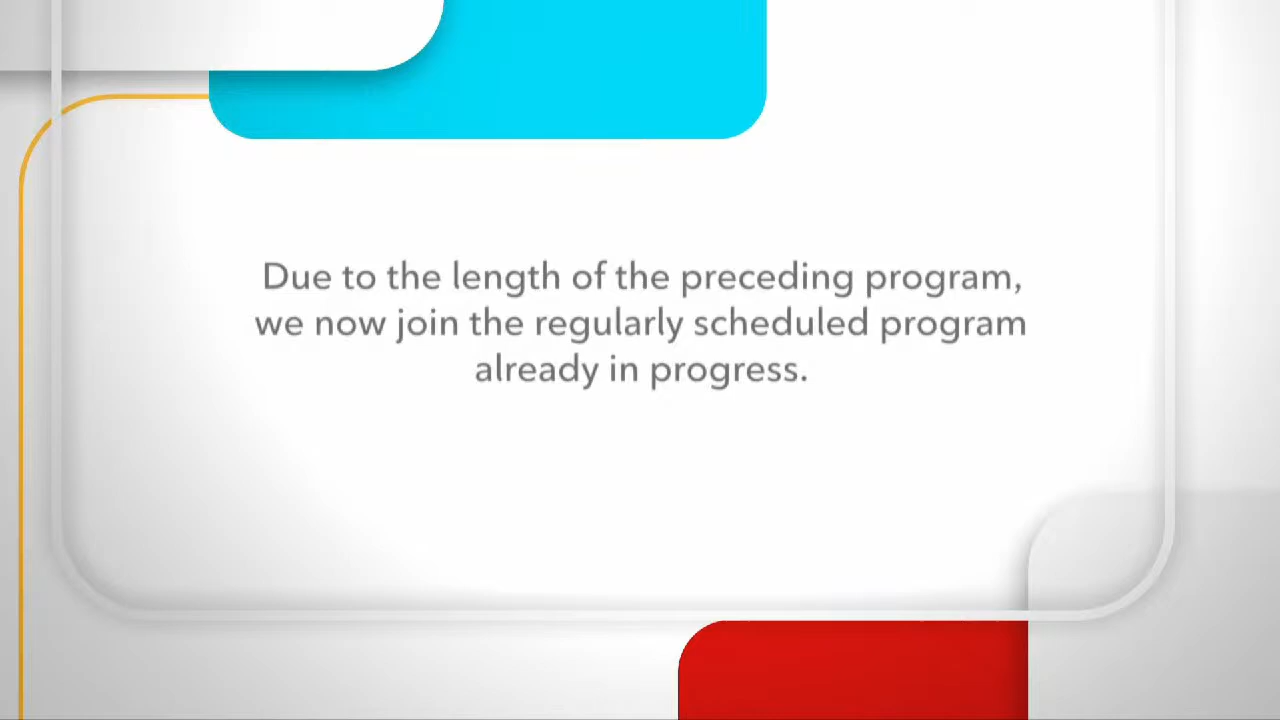 Due to the length of the preceding program,
we now join the regularly scheduled program
already in progress.